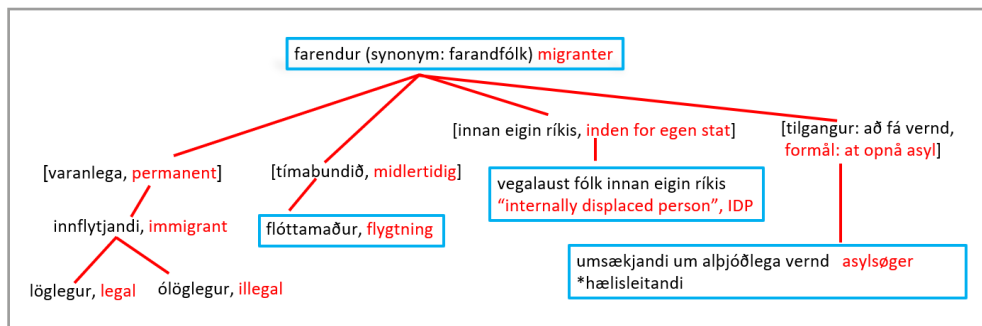 farendur (synonym: farandfólk) migranter
[innan eigin ríkis, inden for egen stat]
[tilgangur: að fá vernd,
formål: at opnå asyl]
[varanlega, permanent]
[tímabundið, midlertidig]
vegalaust fólk innan eigin ríkis
“internally displaced person”, IDP
innflytjandi, immigrant
flóttamaður, flygtning
umsækjandi um alþjóðlega vernd asylsøger
*hælisleitandi
löglegur, legal
ólöglegur, illegal